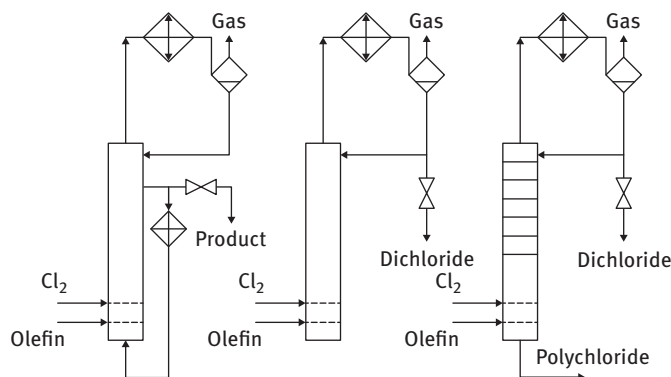 Gas
Gas
Gas
Product
Dichloride
Dichloride
Cl2
Cl2
Cl2
Olefin
Olefin
Olefin
Polychloride